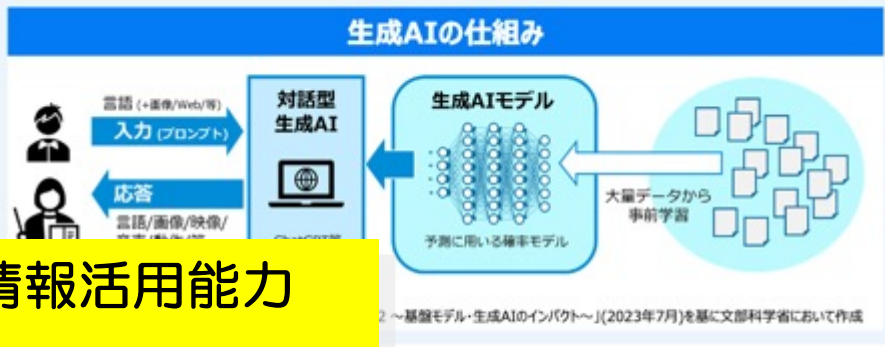 生成AIの仕組み
言語 (+画像/Web/等)
入力 (プロンプト)
応答
言語/画像/映像/
対話型
生成AI
生成AIモデル
予測に用いる確率モデル
大量データから
事前学習
情報活用能力
2 ～基盤モデル・生成AIのインパクト～」(2023年7月)を基に文部科学省において作成